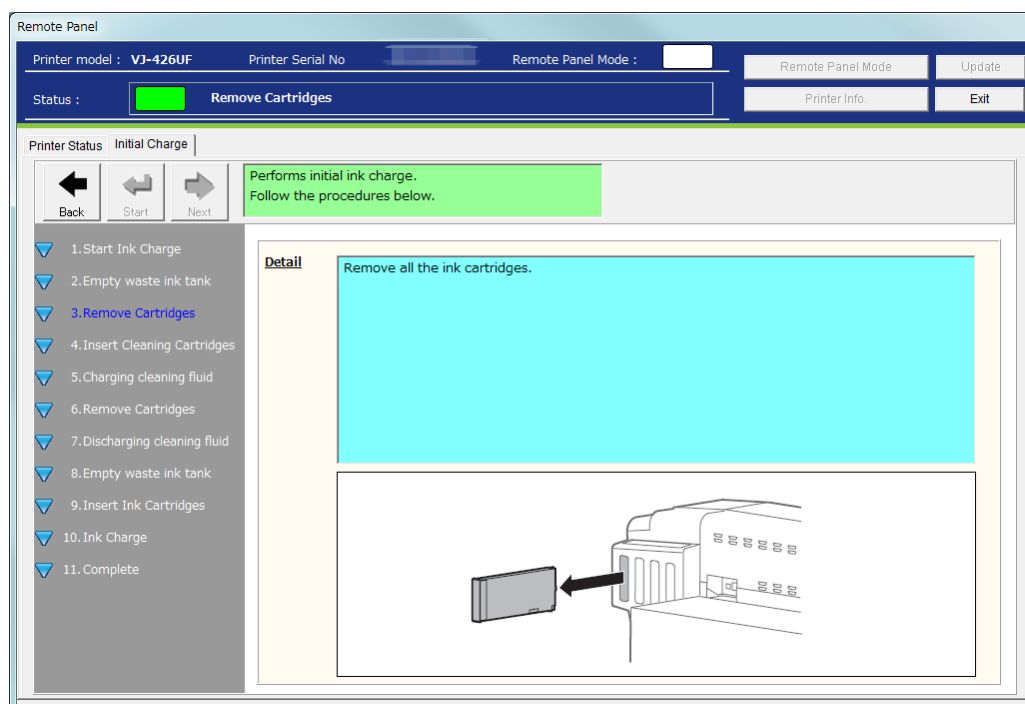 Remote Panel
Printer model : VJ-426UF Printer Serial No Remote Panel Mode :
Remote Panel Mode Update
Status : Remove Cartridges
Printer Info. Exit
Printer Status Initial Charge
Back Start Next
Performs initial ink charge.
Follow the procedures below.
1.Start Ink Charge
2.Empty waste ink tank
3.Remove Cartridges
4.Insert Cleaning Cartridges
5.Charging cleaning fluid
6.Remove Cartridges
7.Discharging cleaning fluid
8.Empty waste ink tank
9.Insert Ink Cartridges
10.Ink Charge
11.Complete
Detail
Remove all the ink cartridges.